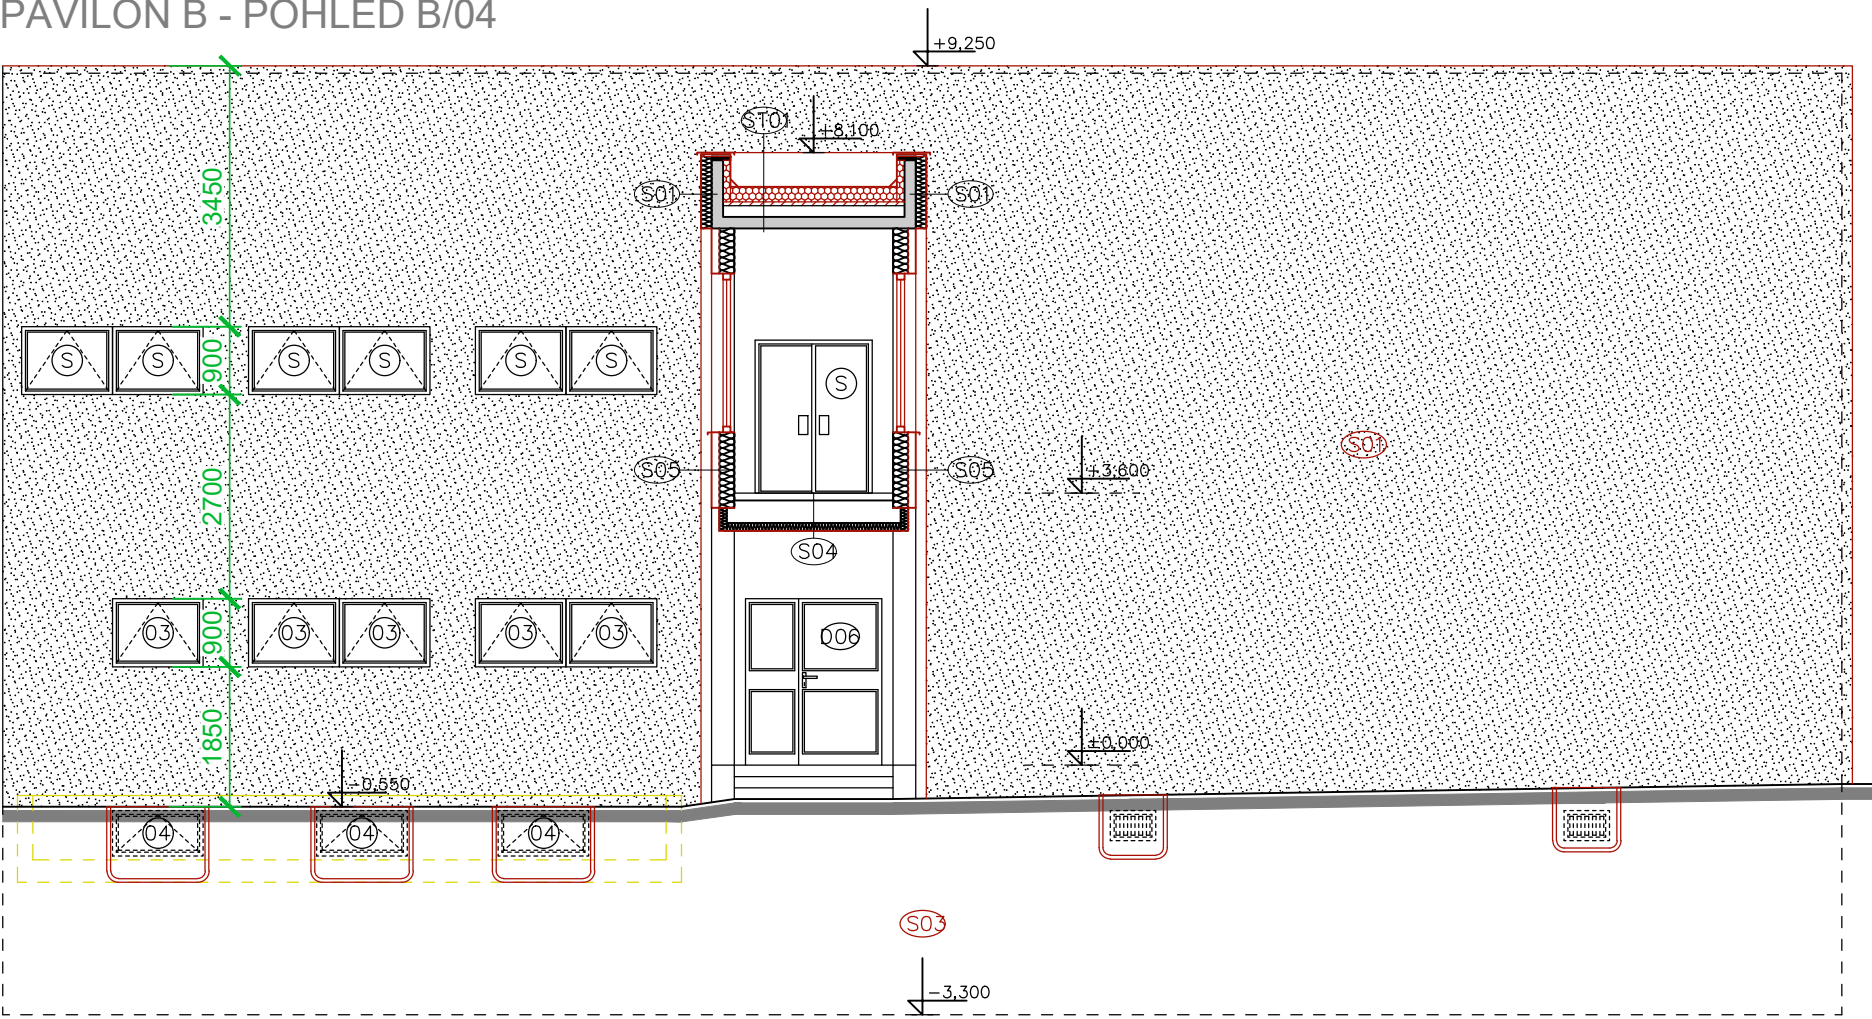 PAVILON B - POHLED B/04
+9,250
ST01
+8,100
S01
S01
3450
S
S
S
S
S
S
900
S
S01
S05
S05
+3,600
2700
S04
03
03
03
03
03
900
D06
1850
±0,000
-0,550
04
04
04
S03
-3,300